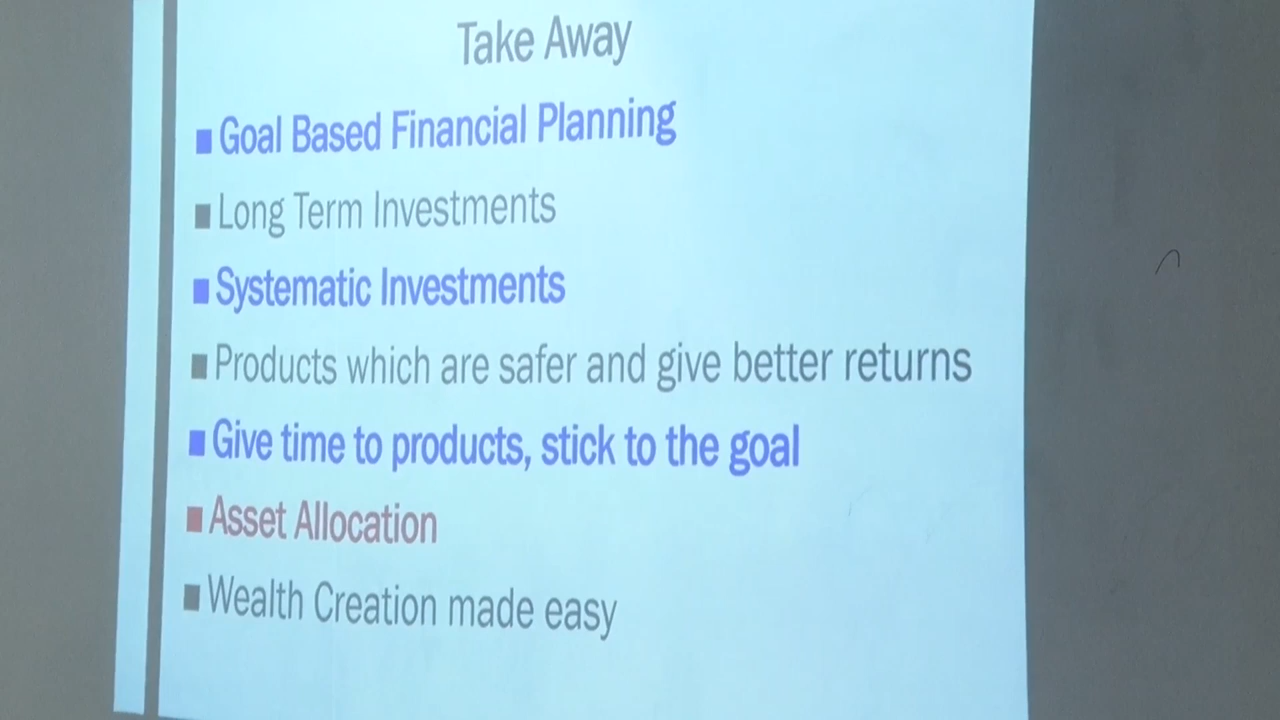 Take Away
Goal Based Financial Planning
Long Term Investments
Systematic Investments
Products which are safer and give better returns
Give time to products, stick to the goal
Asset Allocation
Wealth Creation made easy